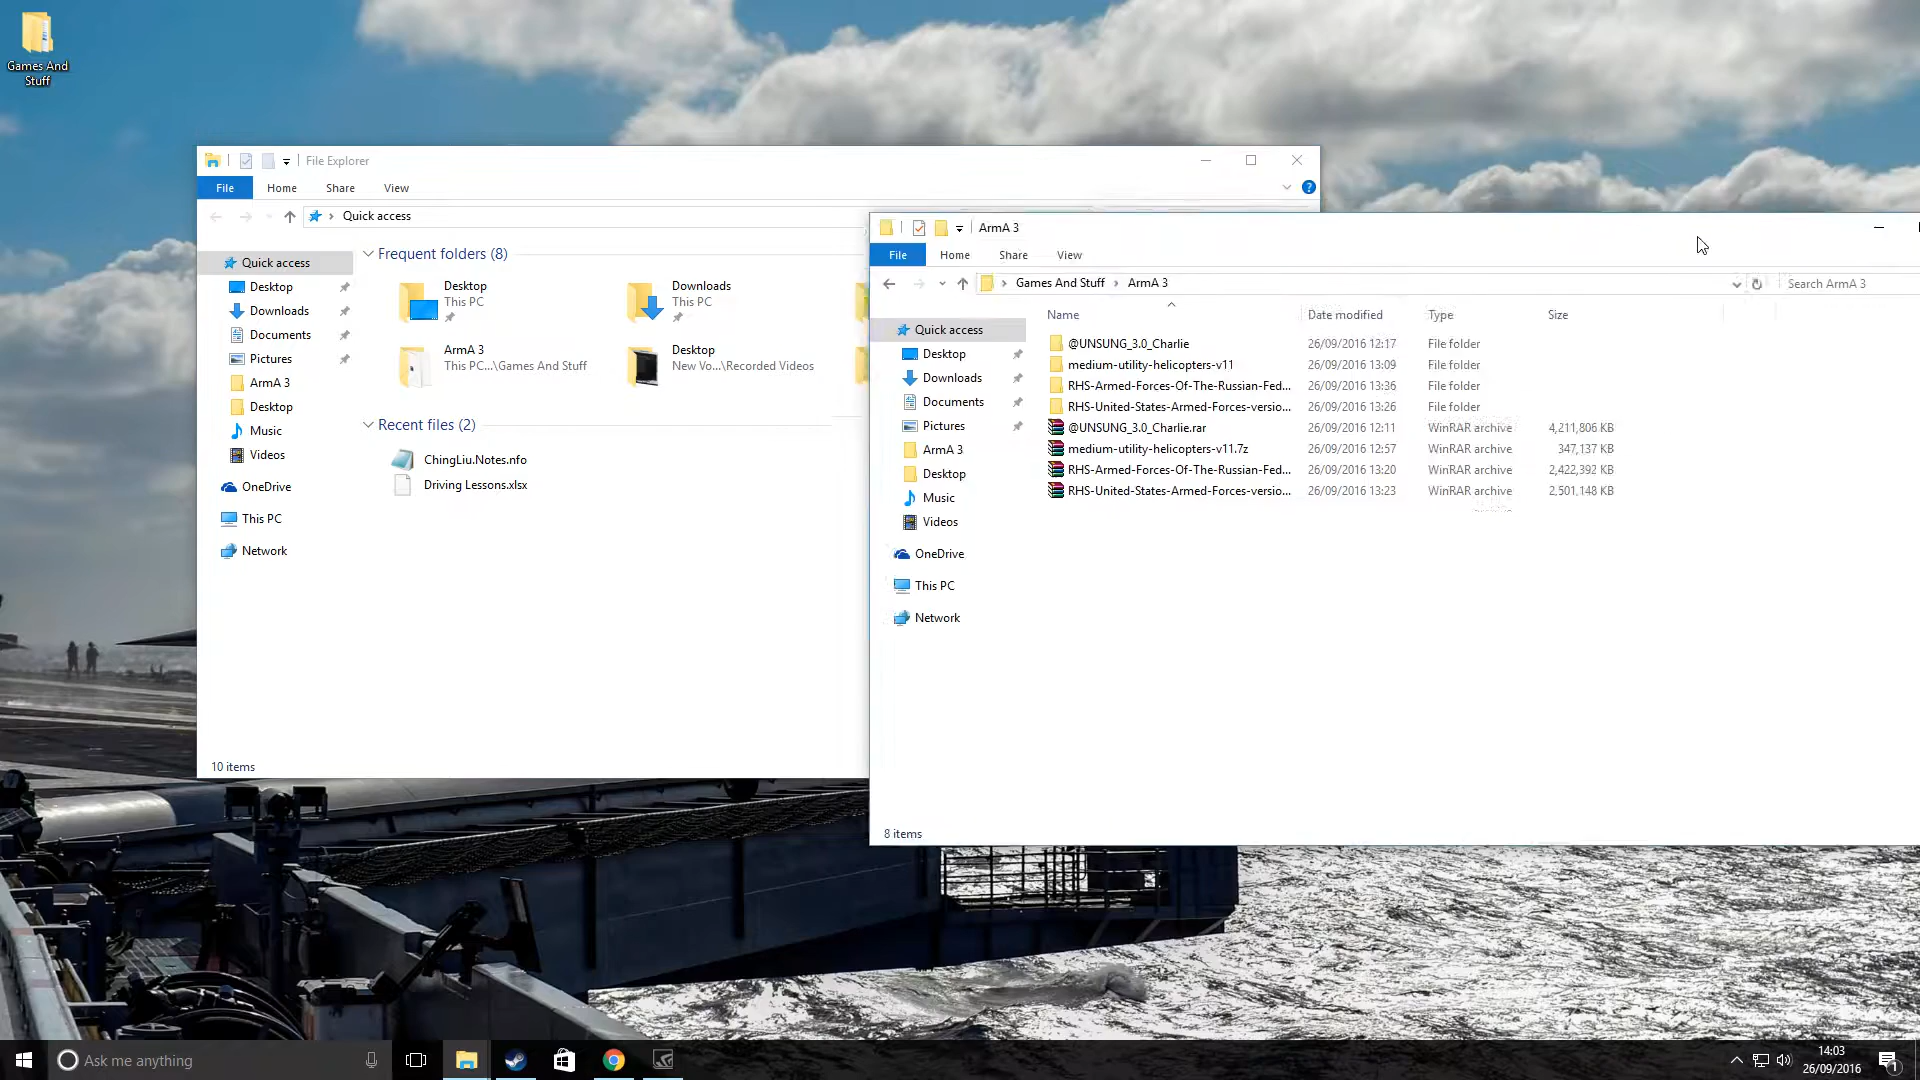 Games And
Stuff
File Explorer
File Home Share View
Quick access
Quick access
Desktop
Downloads
Documents
Pictures
ArmA 3
Desktop
Music
Videos
OneDrive
This PC
Network
Frequent folders (8)
Desktop
This PC
Downloads
This PC
ArmA 3
This PC...\Games And Stuff
Desktop
New Vo...\Recorded Videos
Recent files (2)
ChingLiu.Notes.nfo
Driving Lessons.xlsx
10 items
ArmA 3
File Home Share View
Games And Stuff ArmA 3
Search ArmA 3
Quick access
Desktop
Downloads
Documents
Pictures
ArmA 3
Desktop
Music
Videos
OneDrive
This PC
Network
Name Date modified Type Size
@UNSUNG_3.0_Charlie 26/09/2016 12:17 File folder
medium-utility-helicopters-v11 26/09/2016 13:09 File folder
RHS-Armed-Forces-Of-The-Russian-Fed... 26/09/2016 13:36 File folder
RHS-United-States-Armed-Forces-versio... 26/09/2016 13:26 File folder
@UNSUNG_3.0_Charlie.rar 26/09/2016 12:11 WinRAR archive 4,211,806 KB
medium-utility-helicopters-v11.7z 26/09/2016 12:57 WinRAR archive 347,137 KB
RHS-Armed-Forces-Of-The-Russian-Fed... 26/09/2016 13:20 WinRAR archive 2,422,392 KB
RHS-United-States-Armed-Forces-versio... 26/09/2016 13:23 WinRAR archive 2,501,148 KB
8 items
Ask me anything
14:03
26/09/2016
1